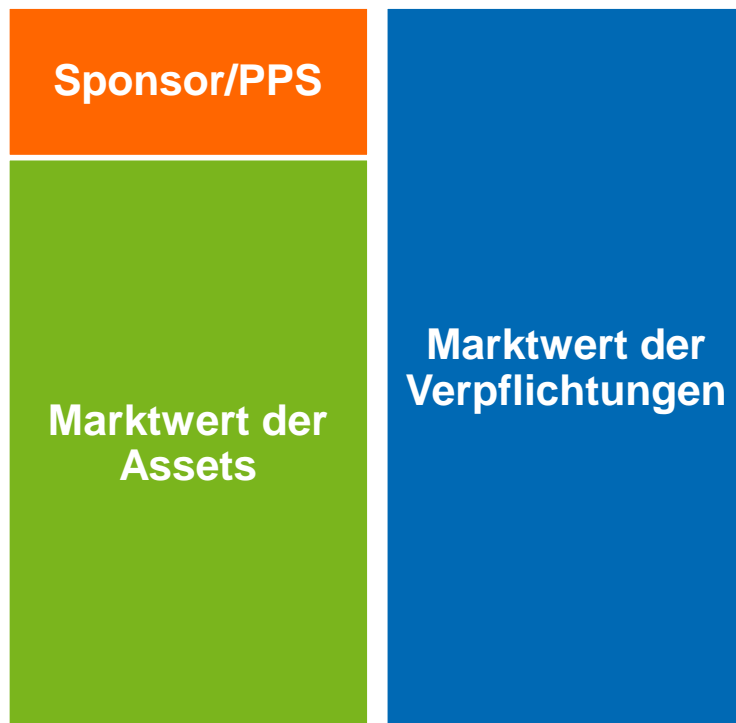 Sponsor/PPS
Marktwert der
Assets
Marktwert der
Verpflichtungen